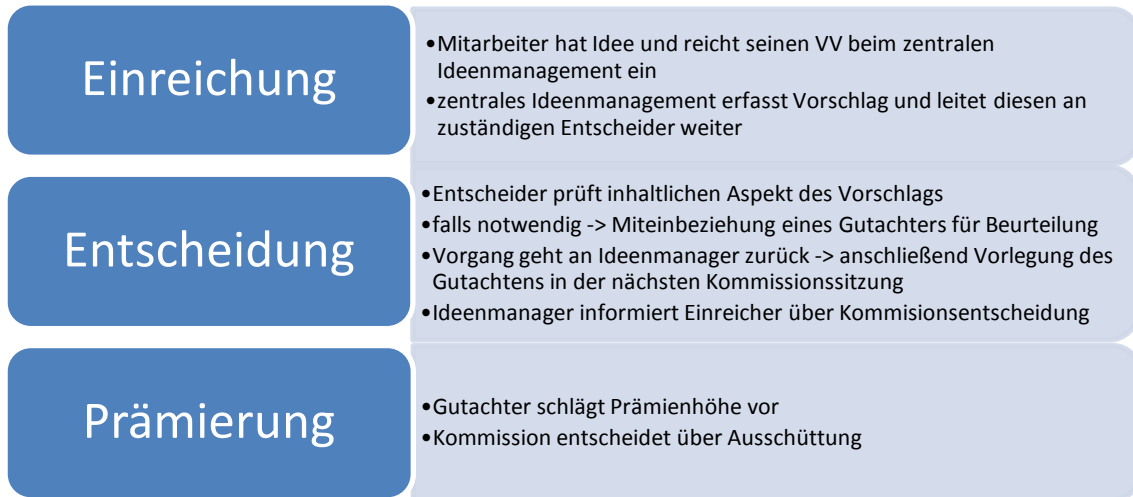 Einreichung
•Mitarbeiter hat Idee und reicht seinen VV beim zentralen
Ideenmanagement ein
•zentrales Ideenmanagement erfasst Vorschlag und leitet diesen an
zuständigen Entscheider weiter
Entscheidung
•Entscheider prüft inhaltlichen Aspekt des Vorschlags
•falls notwendig -> Miteinbeziehung eines Gutachters für Beurteilung
•Vorgang geht an Ideenmanager zurück -> anschließend Vorlegung des
Gutachtens in der nächsten Kommissionssitzung
•Ideenmanager informiert Einreicher über Kommisionsentscheidung
Prämierung
•Gutachter schlägt Prämienhöhe vor
•Kommission entscheidet über Ausschüttung